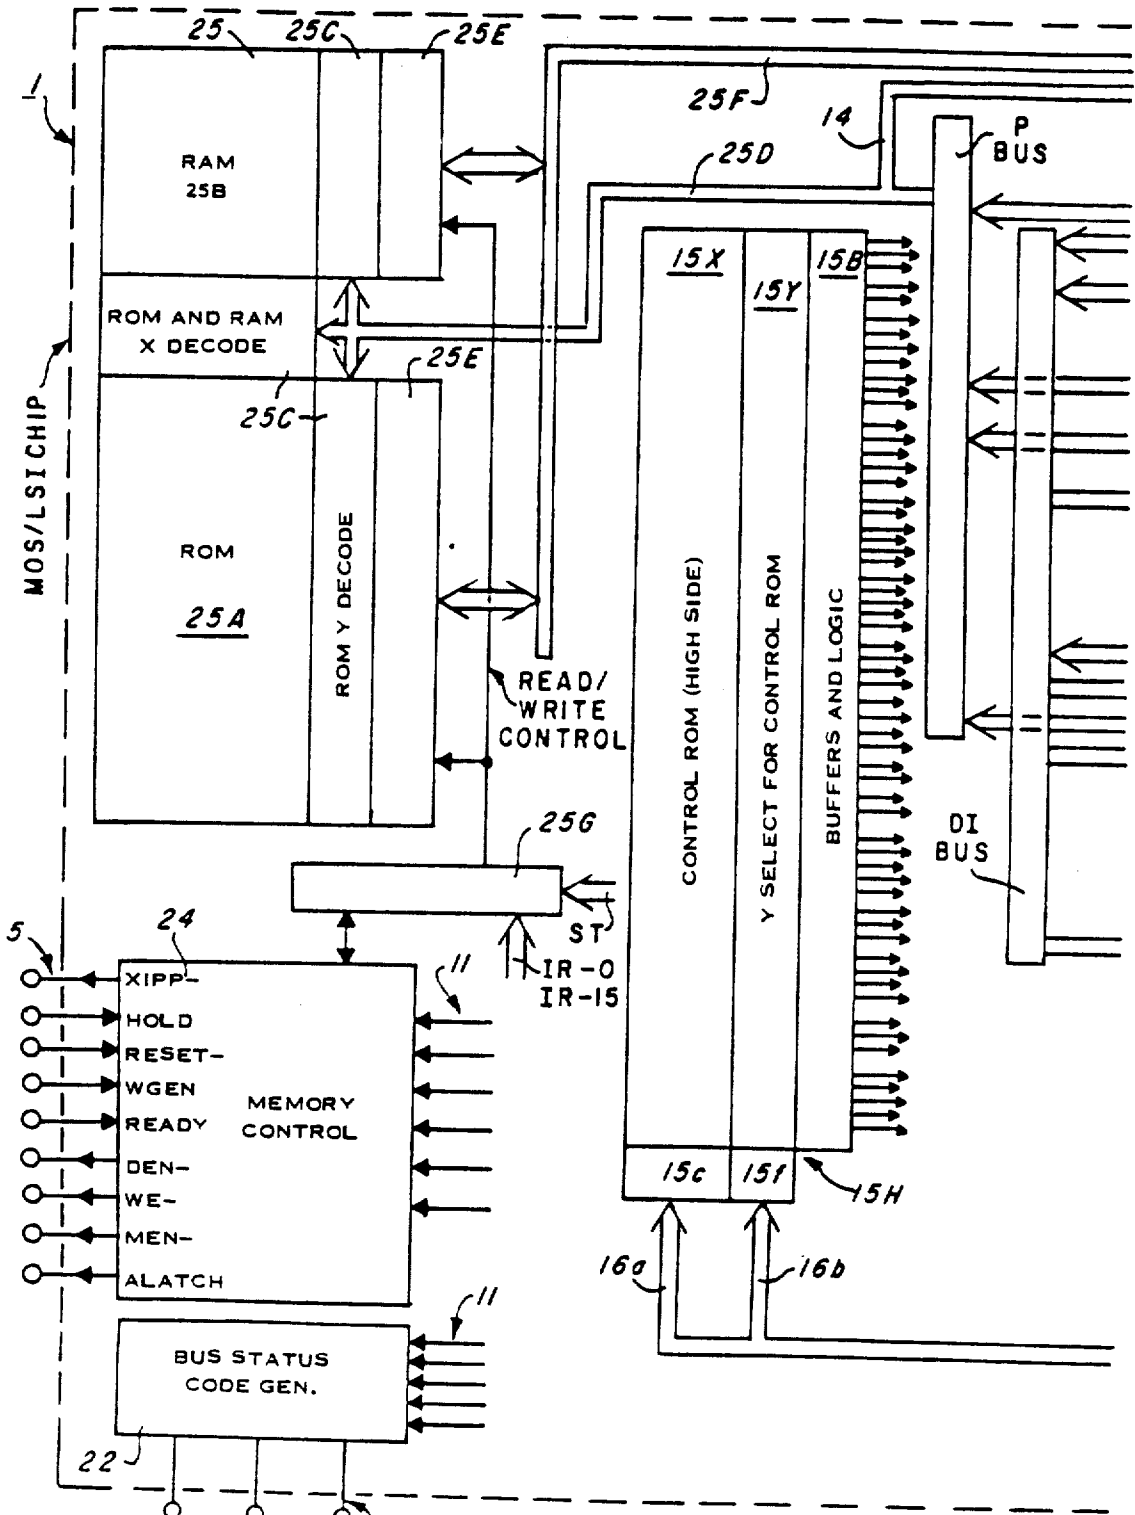 25
25C
25E
1
25F
14
P
BUS
25D
RAM
25B
15X
15Y
15B
ROM AND RAM
X DECODE
25E
25C
MOS/LSI CHIP
ROM
25A
ROM Y DECODE
READ/
WRITE
CONTROL
CONTROL ROM (HIGH SIDE)
Y SELECT FOR CONTROL ROM
BUFFERS AND LOGIC
DI
BUS
25G
ST
IR-0
IR-15
5
24
11
XIPP-
HOLD
RESET-
WGEN
READY
DEN-
WE-
MEN-
ALATCH
MEMORY
CONTROL
15c
15f
15H
16a
16b
11
BUS STATUS
CODE GEN.
22